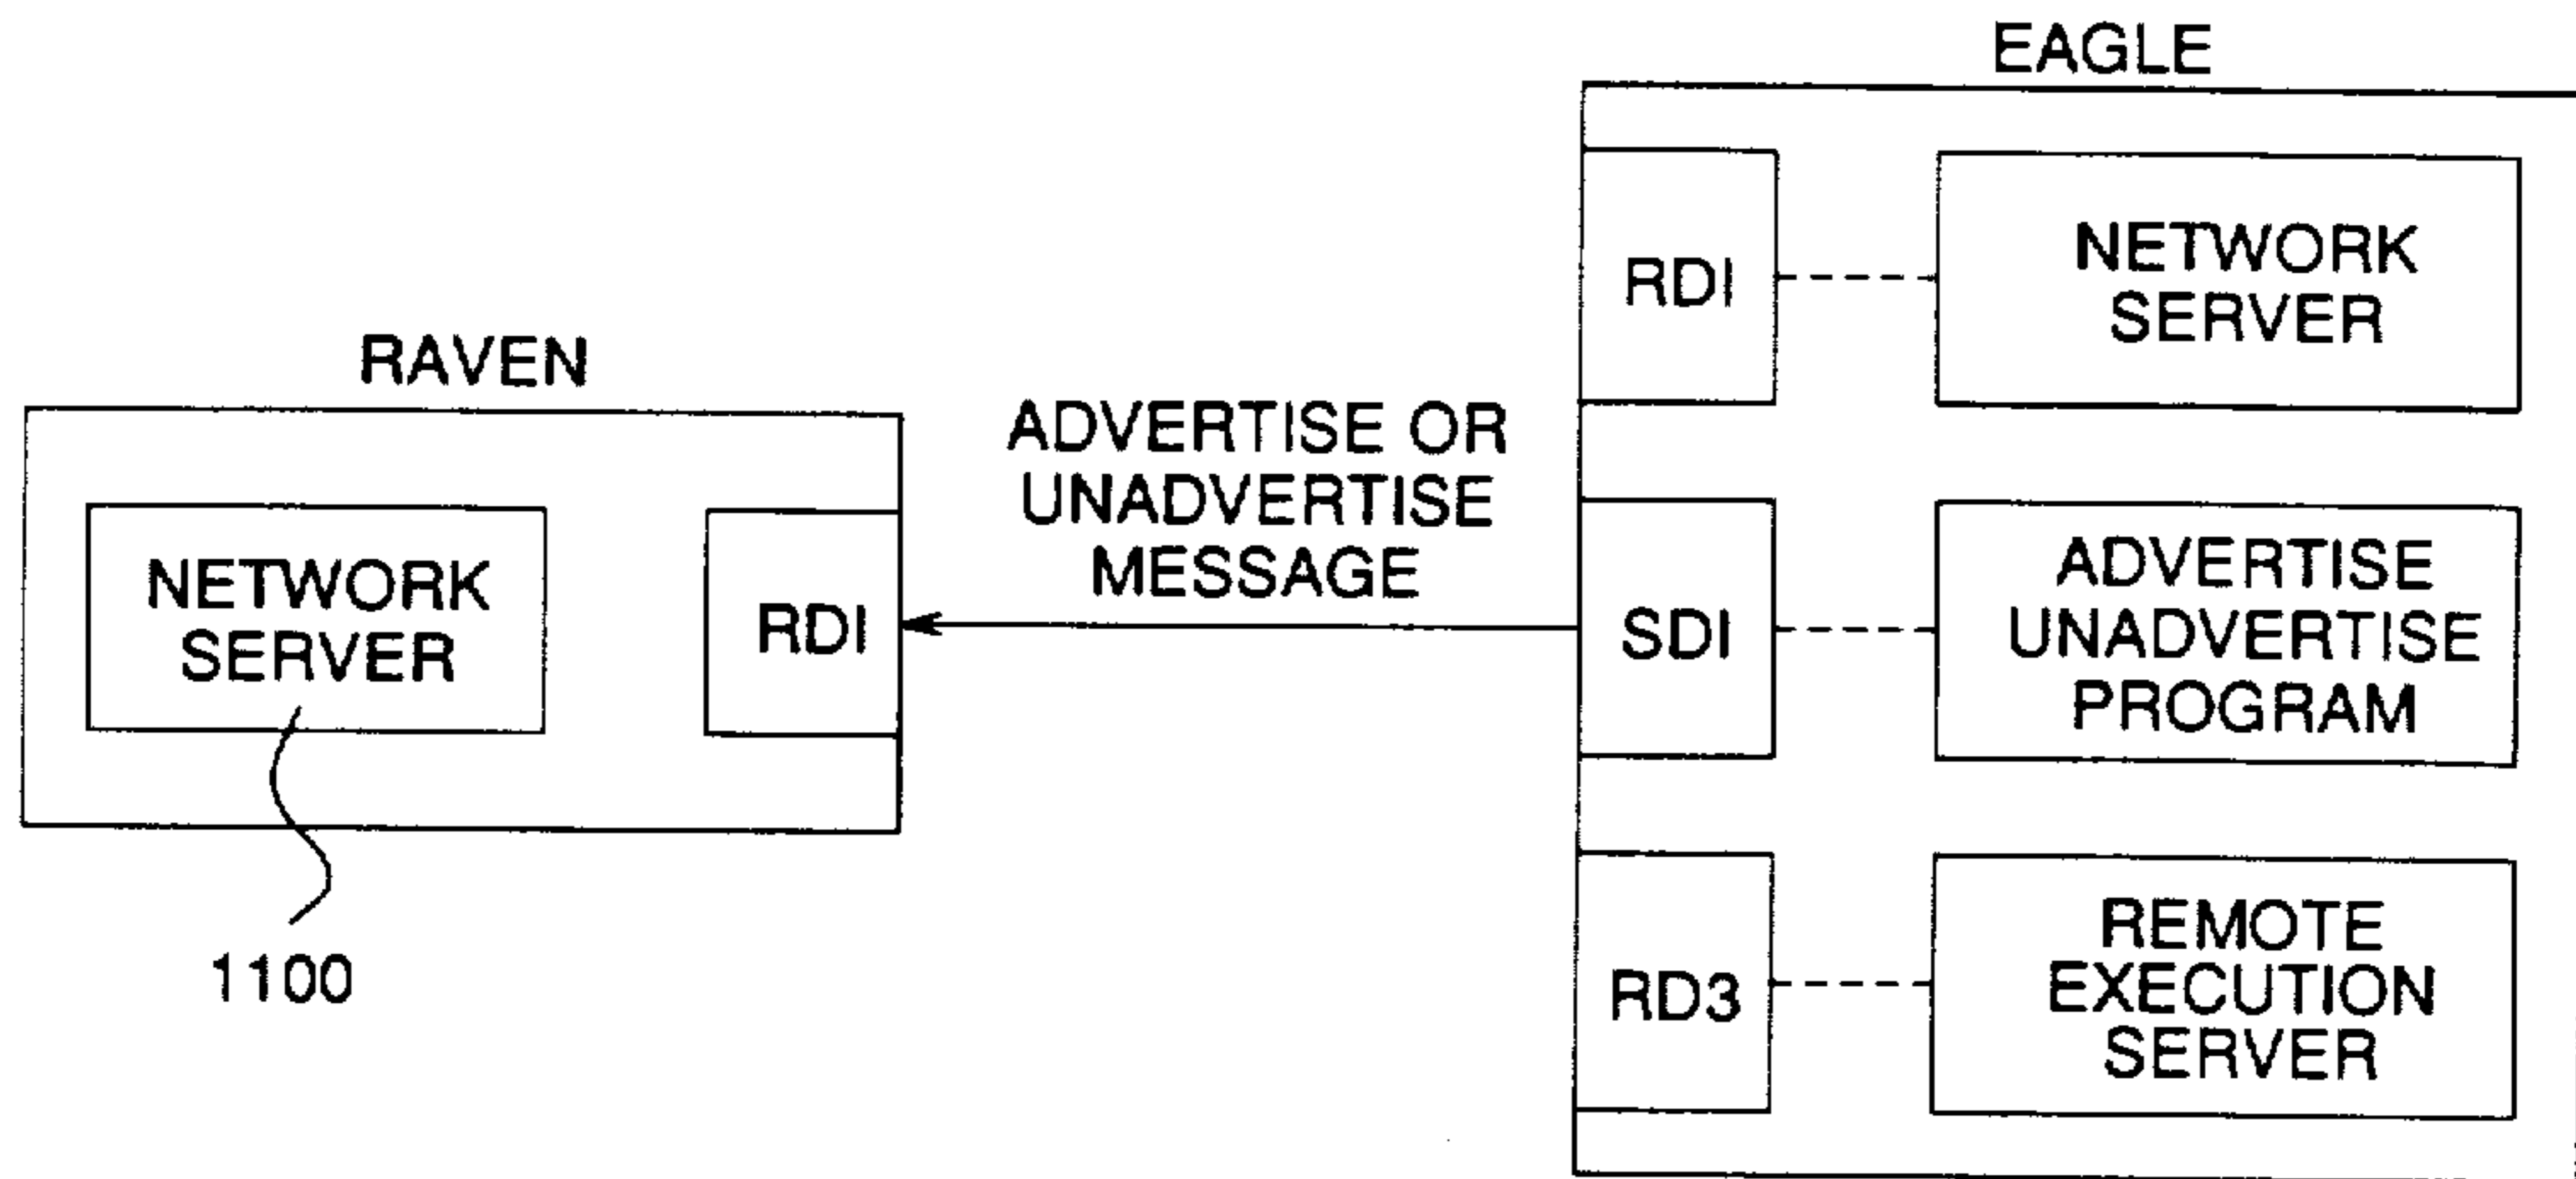 EAGLE
RDI
NETWORK
SERVER
RAVEN
NETWORK
SERVER
1100
RDI
ADVERTISE OR
UNADVERTISE
MESSAGE
SDI
ADVERTISE
UNADVERTISE
PROGRAM
RD3
REMOTE
EXECUTION
SERVER